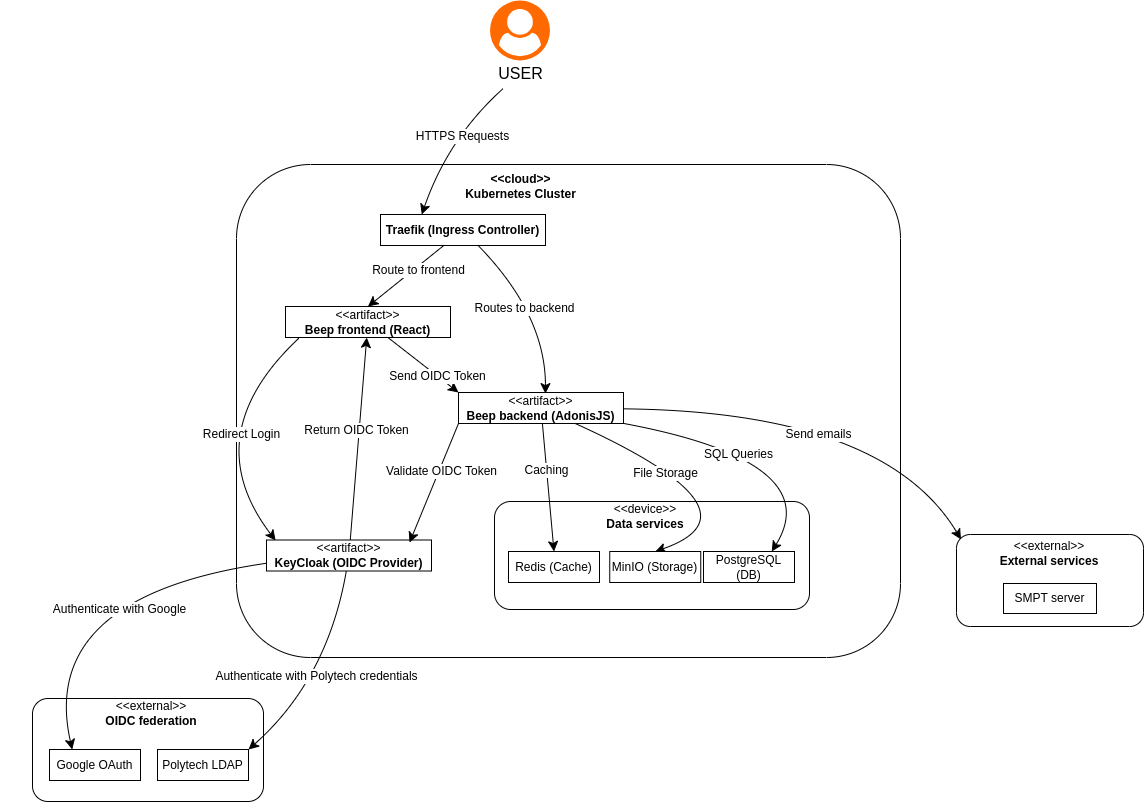 USER
HTTPS Requests
<<cloud>>
Kubernetes Cluster
Traefik (Ingress Controller)
Route to frontend
Routes to backend
<<artifact>>
Beep frontend (React)
Send OIDC Token
<<artifact>>
Beep backend (AdonisJS)
Redirect Login
Return OIDC Token
Send emails
Validate OIDC Token
Caching
File Storage
SQL Queries
<<device>>
Data services
Redis (Cache)
MinIO (Storage)
PostgreSQL
(DB)
<<artifact>>
KeyCloak (OIDC Provider)
<<external>>
External services
SMPT server
Authenticate with Google
Authenticate with Polytech credentials
<<external>>
OIDC federation
Google OAuth
Polytech LDAP